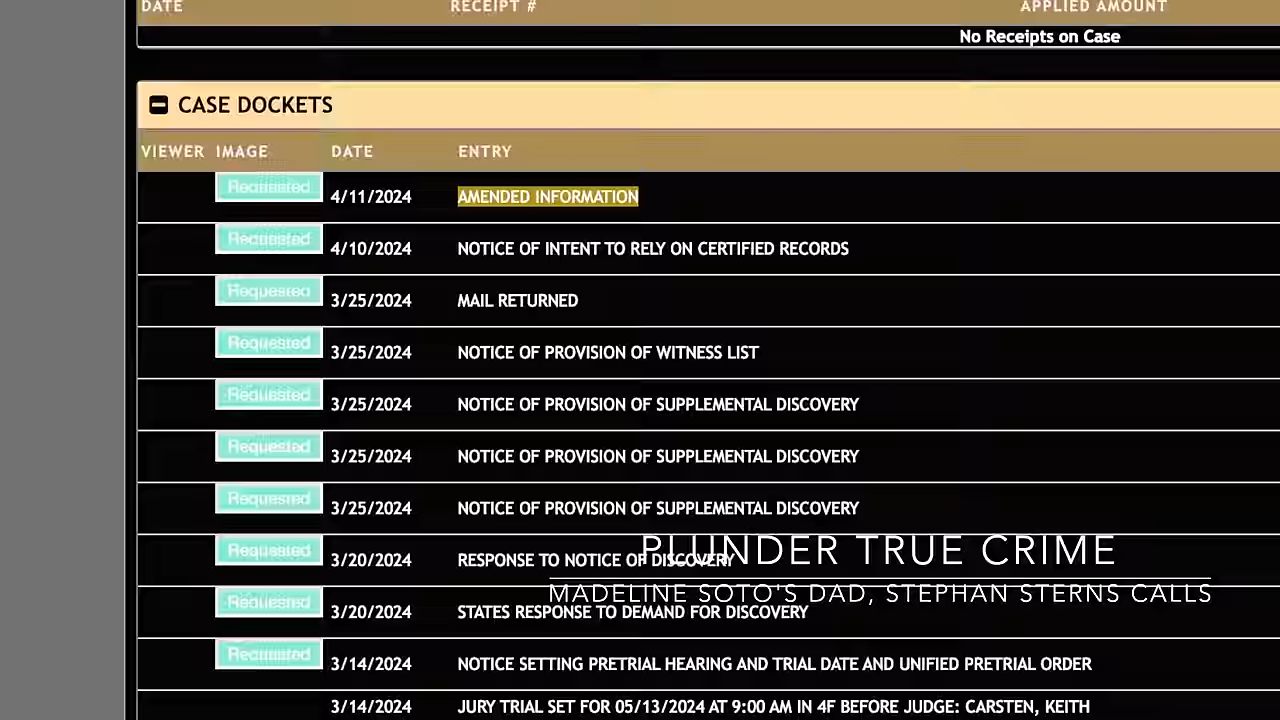 DATE RECEIPT # APPLIED AMOUNT
No Receipts on Case
CASE DOCKETS
VIEWER IMAGE DATE ENTRY
Requested 4/11/2024 AMENDED INFORMATION
Requested 4/10/2024 NOTICE OF INTENT TO RELY ON CERTIFIED RECORDS
Requested 3/25/2024 MAIL RETURNED
Requested 3/25/2024 NOTICE OF PROVISION OF WITNESS LIST
Requested 3/25/2024 NOTICE OF PROVISION OF SUPPLEMENTAL DISCOVERY
Requested 3/25/2024 NOTICE OF PROVISION OF SUPPLEMENTAL DISCOVERY
Requested 3/25/2024 NOTICE OF PROVISION OF SUPPLEMENTAL DISCOVERY
Requested 3/20/2024 RESPONSE TO NOTICE OF DISCOVERY
PLUNDER TRUE CRIME
MADELINE SOTO'S DAD, STEPHAN STERNS CALLS
Requested 3/20/2024 STATES RESPONSE TO DEMAND FOR DISCOVERY
Requested 3/14/2024 NOTICE SETTING PRETRIAL HEARING AND TRIAL DATE AND UNIFIED PRETRIAL ORDER
3/14/2024 JURY TRIAL SET FOR 05/13/2024 AT 9:00 AM IN 4F BEFORE JUDGE: CARSTEN, KEITH